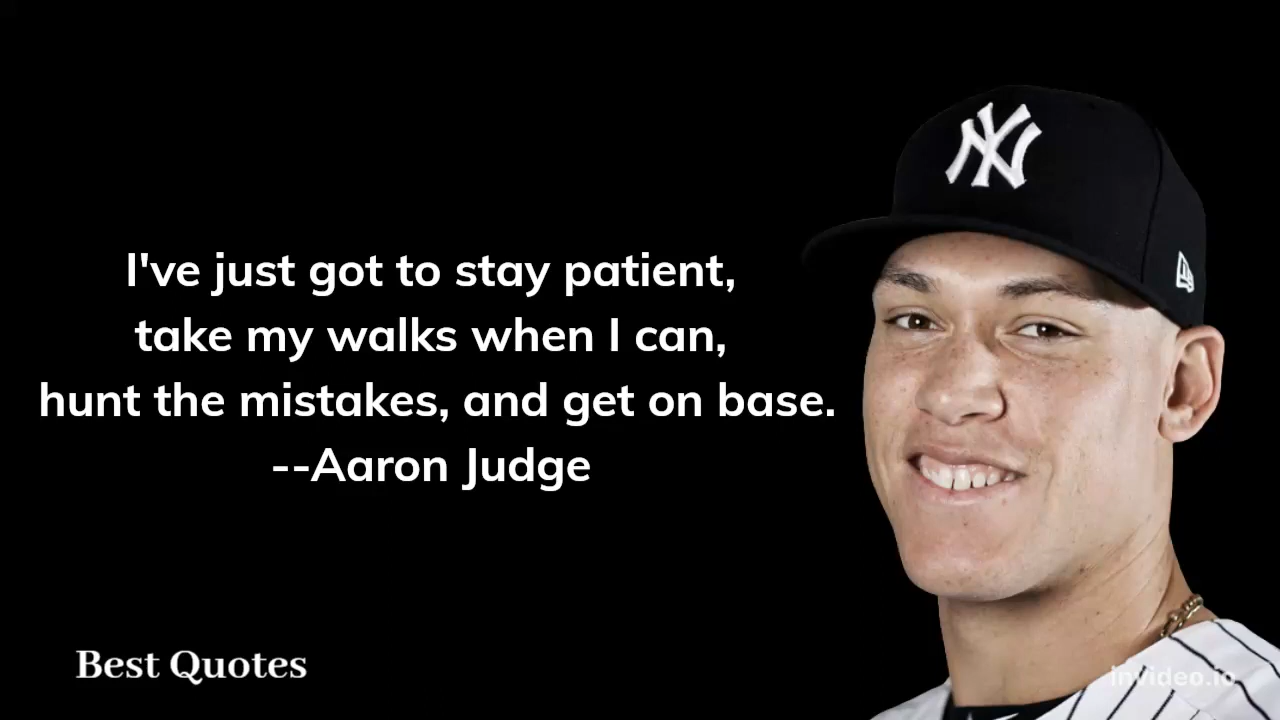 NY
I've just got to stay patient,
take my walks when I can,
hunt the mistakes, and get on base.
--Aaron Judge
Best Quotes
invideo.io